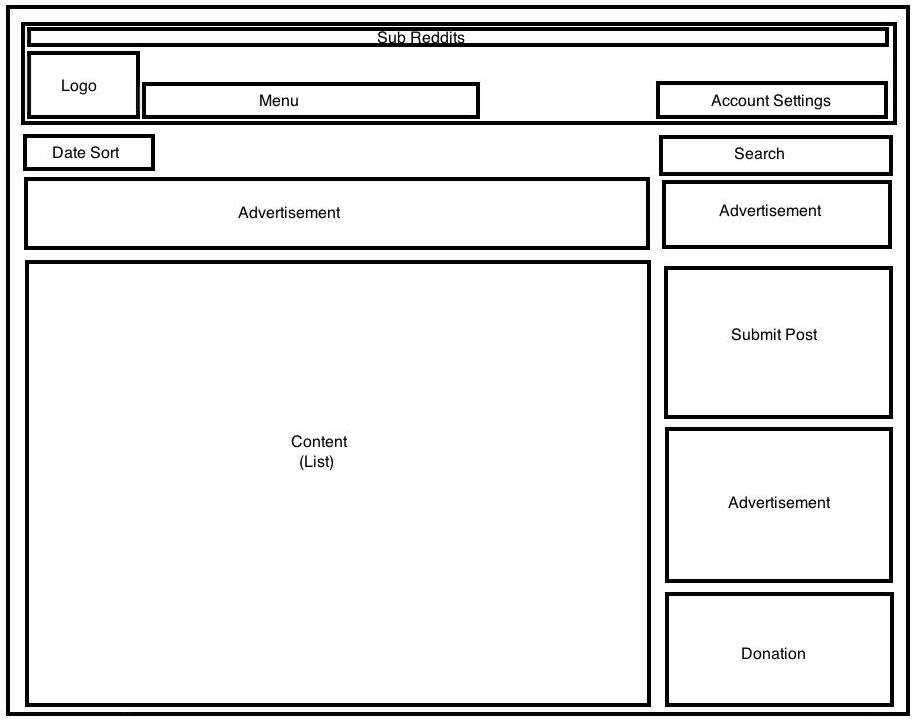 Sub Reddits
Logo
Menu
Account Settings
Date Sort
Search
Advertisement
Advertisement
Content
(List)
Submit Post
Advertisement
Donation